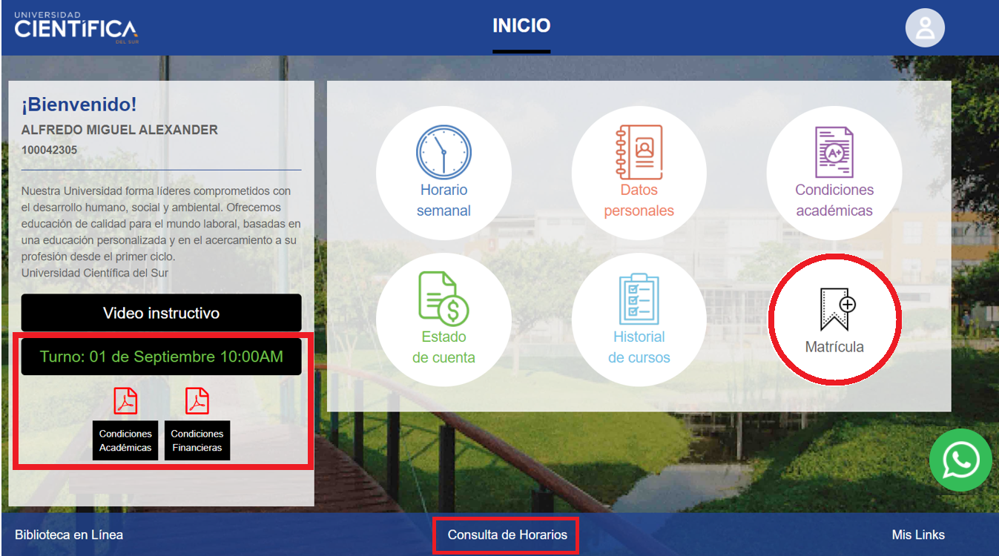 UNIVERSIDAD
CIENTÍFICA
DEL SUR
INICIO
¡Bienvenido!
ALFREDO MIGUEL ALEXANDER
100042305
Nuestra Universidad forma líderes comprometidos con
el desarrollo humano, social y ambiental. Ofrecemos
educación de calidad para el mundo laboral, basadas en
una educación personalizada y en el acercamiento a su
profesión desde el primer ciclo.
Universidad Científica del Sur
Video instructivo
Turno: 01 de Septiembre 10:00AM
Condiciones
Académicas
Condiciones
Financieras
Horario
semanal
Datos
personales
A+
Condiciones
académicas
$
Estado
de cuenta
Historial
de cursos
Matrícula
Biblioteca en Línea
Consulta de Horarios
Mis Links